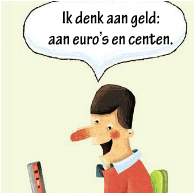 Ik denk aan geld:
aan euro's en centen.